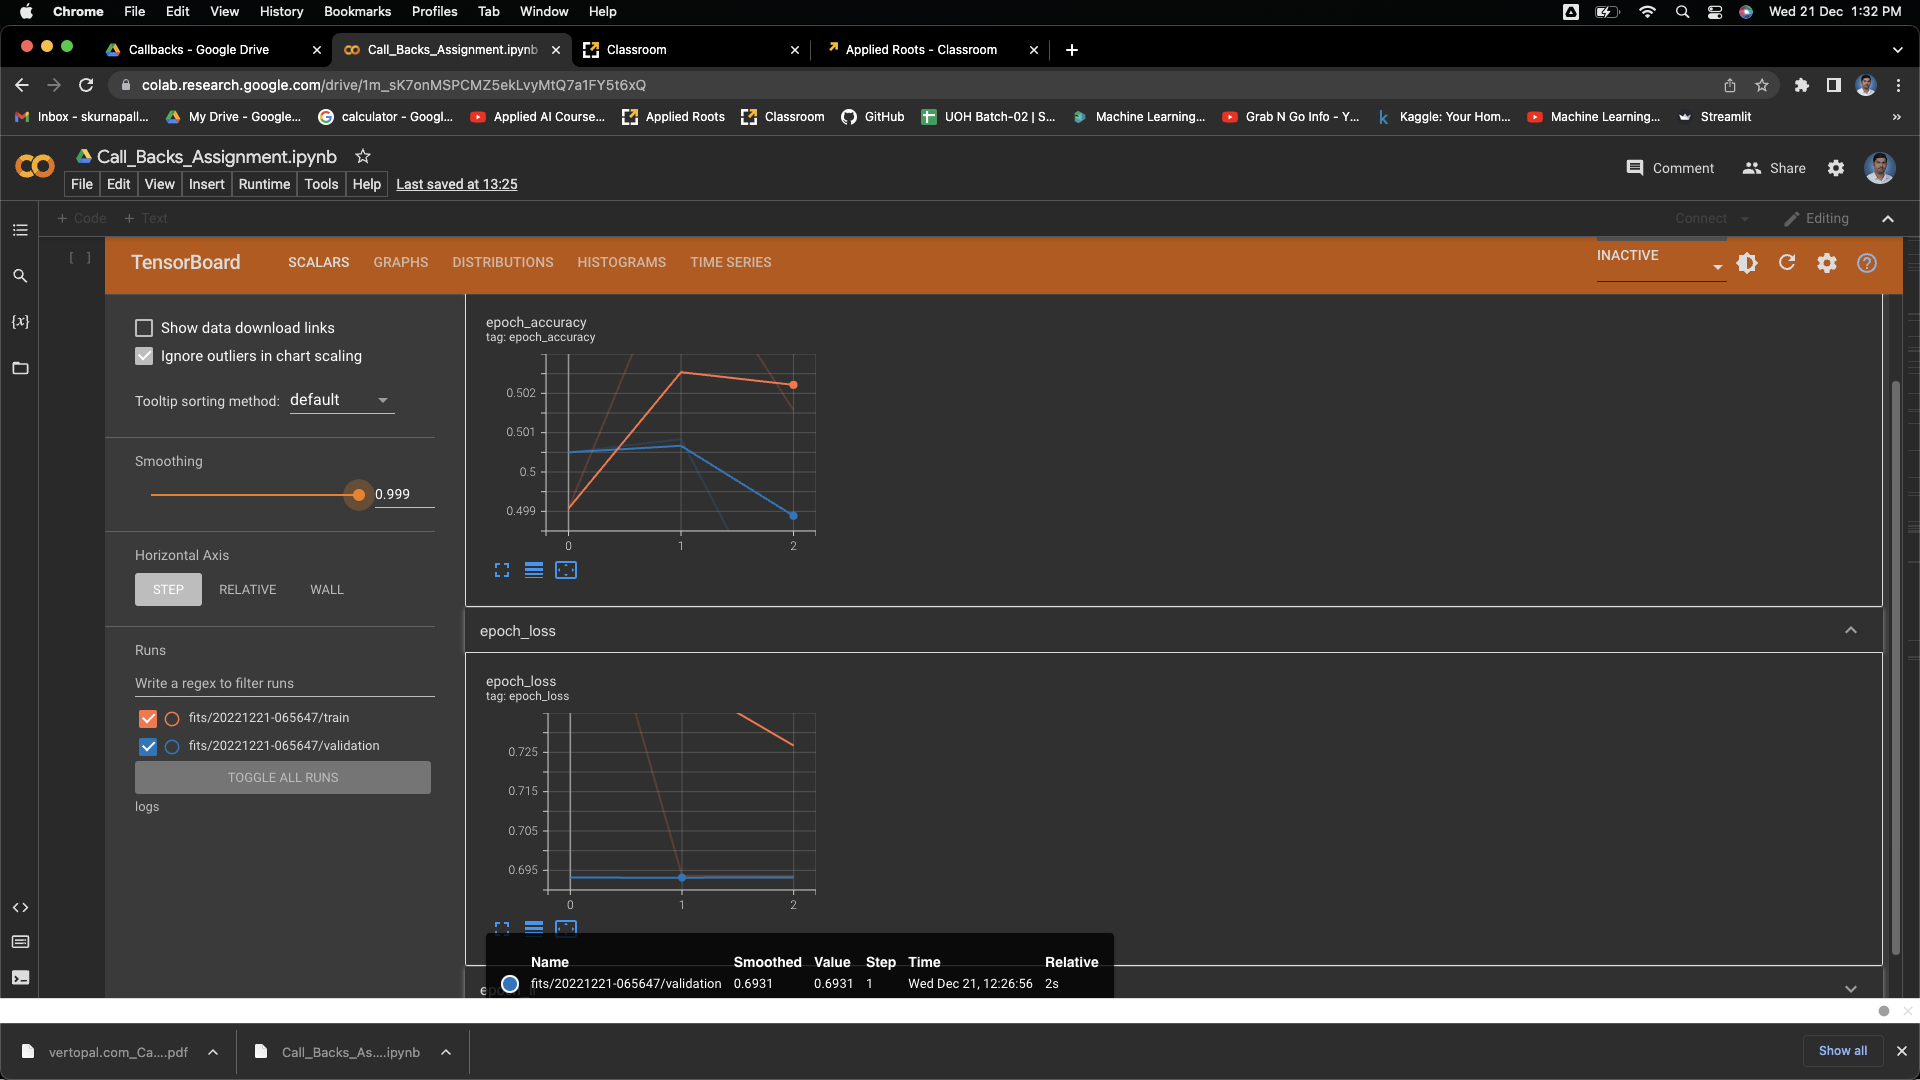 Chrome File Edit View History Bookmarks Profiles Tab Window Help Wed 21 Dec 1:32 PM
Callbacks - Google Drive Call_Backs_Assignment.ipynb Classroom Applied Roots - Classroom
colab.research.google.com/drive/1m_sK7onMSPCMZ5ekLvyMtQ7a1FY5t6xQ
Inbox - skurnapall... My Drive - Google... calculator - Googl... Applied AI Course... Applied Roots Classroom GitHub UOH Batch-02 | S... Machine Learning... Grab N Go Info - Y... Kaggle: Your Hom... Machine Learning... Streamlit »
Call_Backs_Assignment.ipynb
File Edit View Insert Runtime Tools Help Last saved at 13:25
Comment Share
+ Code + Text Connect Editing
[ ]
TensorBoard SCALARS GRAPHS DISTRIBUTIONS HISTOGRAMS TIME SERIES INACTIVE
Show data download links
Ignore outliers in chart scaling
Tooltip sorting method: default
Smoothing
0.999
Horizontal Axis
STEP RELATIVE WALL
Runs
Write a regex to filter runs
fits/20221221-065647/train
fits/20221221-065647/validation
TOGGLE ALL RUNS
logs
epoch_accuracy
tag: epoch_accuracy
0.502
0.501
0.5
0.499
0 1 2
epoch_loss
epoch_loss
tag: epoch_loss
0.725
0.715
0.705
0.695
0 1 2
Name Smoothed Value Step Time Relative
fits/20221221-065647/validation 0.6931 0.6931 1 Wed Dec 21, 12:26:56 2s
vertopal.com_Ca....pdf Call_Backs_As....ipynb Show all